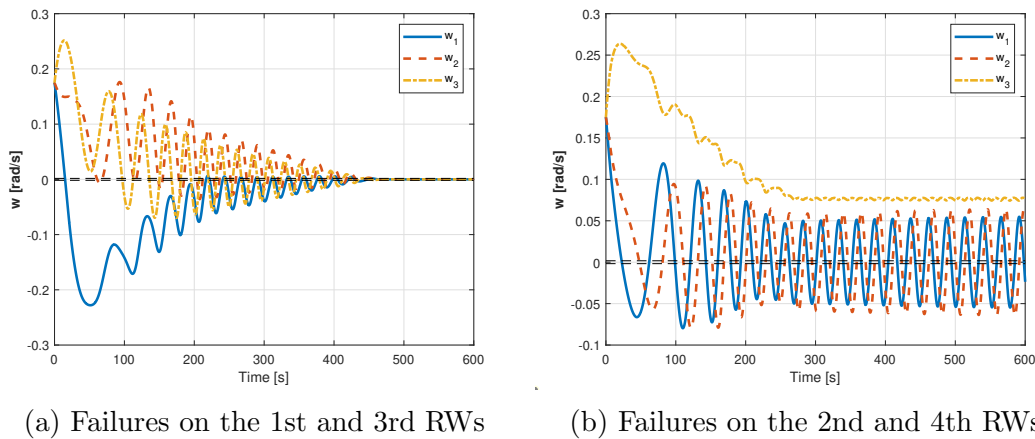 0.3
0.2
0.1
0
-0.1
-0.2
-0.3
w [rad/s]
0 100 200 300 400 500 600
Time [s]
w1
w2
w3
(a) Failures on the 1st and 3rd RWs
0.3
0.25
0.2
0.15
0.1
0.05
0
-0.05
-0.1
w [rad/s]
0 100 200 300 400 500 600
Time [s]
w1
w2
w3
(b) Failures on the 2nd and 4th RWs